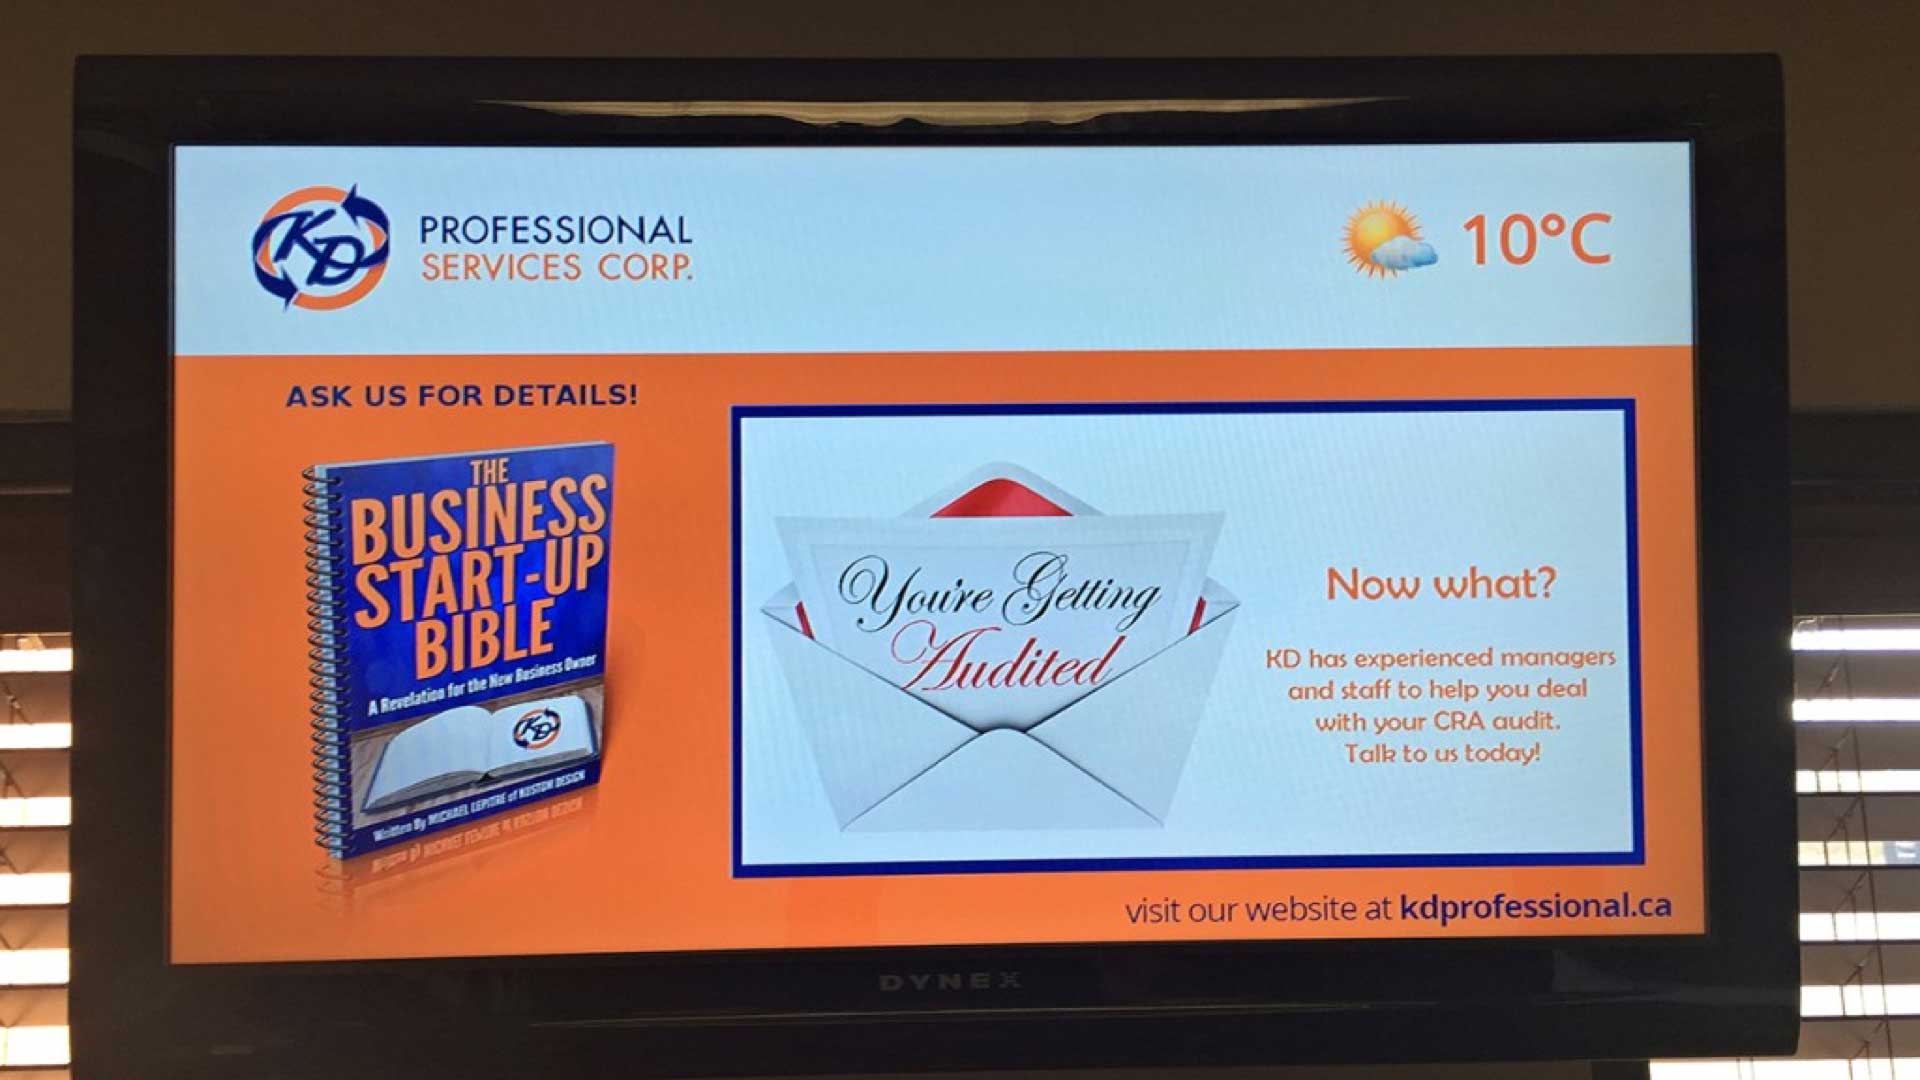 KD
PROFESSIONAL
SERVICES CORP.
10°C
ASK US FOR DETAILS!
THE
BUSINESS
START-UP
BIBLE
A Revelation for the New Business Owner
KD
Written By MICHAEL LEPITRE of KUSTOM DESIGN
You're Getting
Audited
Now what?
KD has experienced managers
and staff to help you deal
with your CRA audit.
Talk to us today!
visit our website at kdprofessional.ca
DYNEX